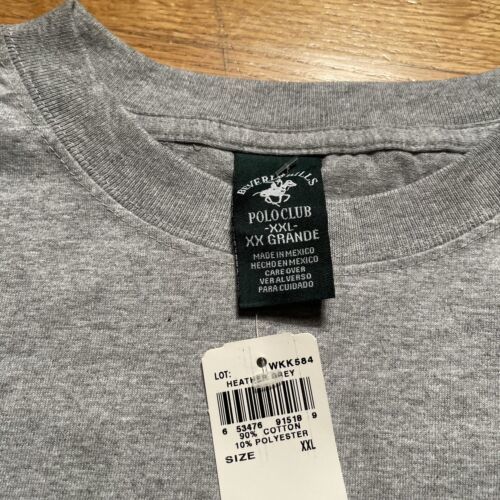 BEVERLY HILLS
POLO CLUB
-XXL-
XX GRANDE
MADE IN MEXICO
HECHO EN MEXICO
CARE OVER
VER AL VERSO
PARA CUIDADO
LOT: WKK584
HEATHER GREY
6 53476 91518 9
90% COTTON
10% POLYESTER
SIZE XXL